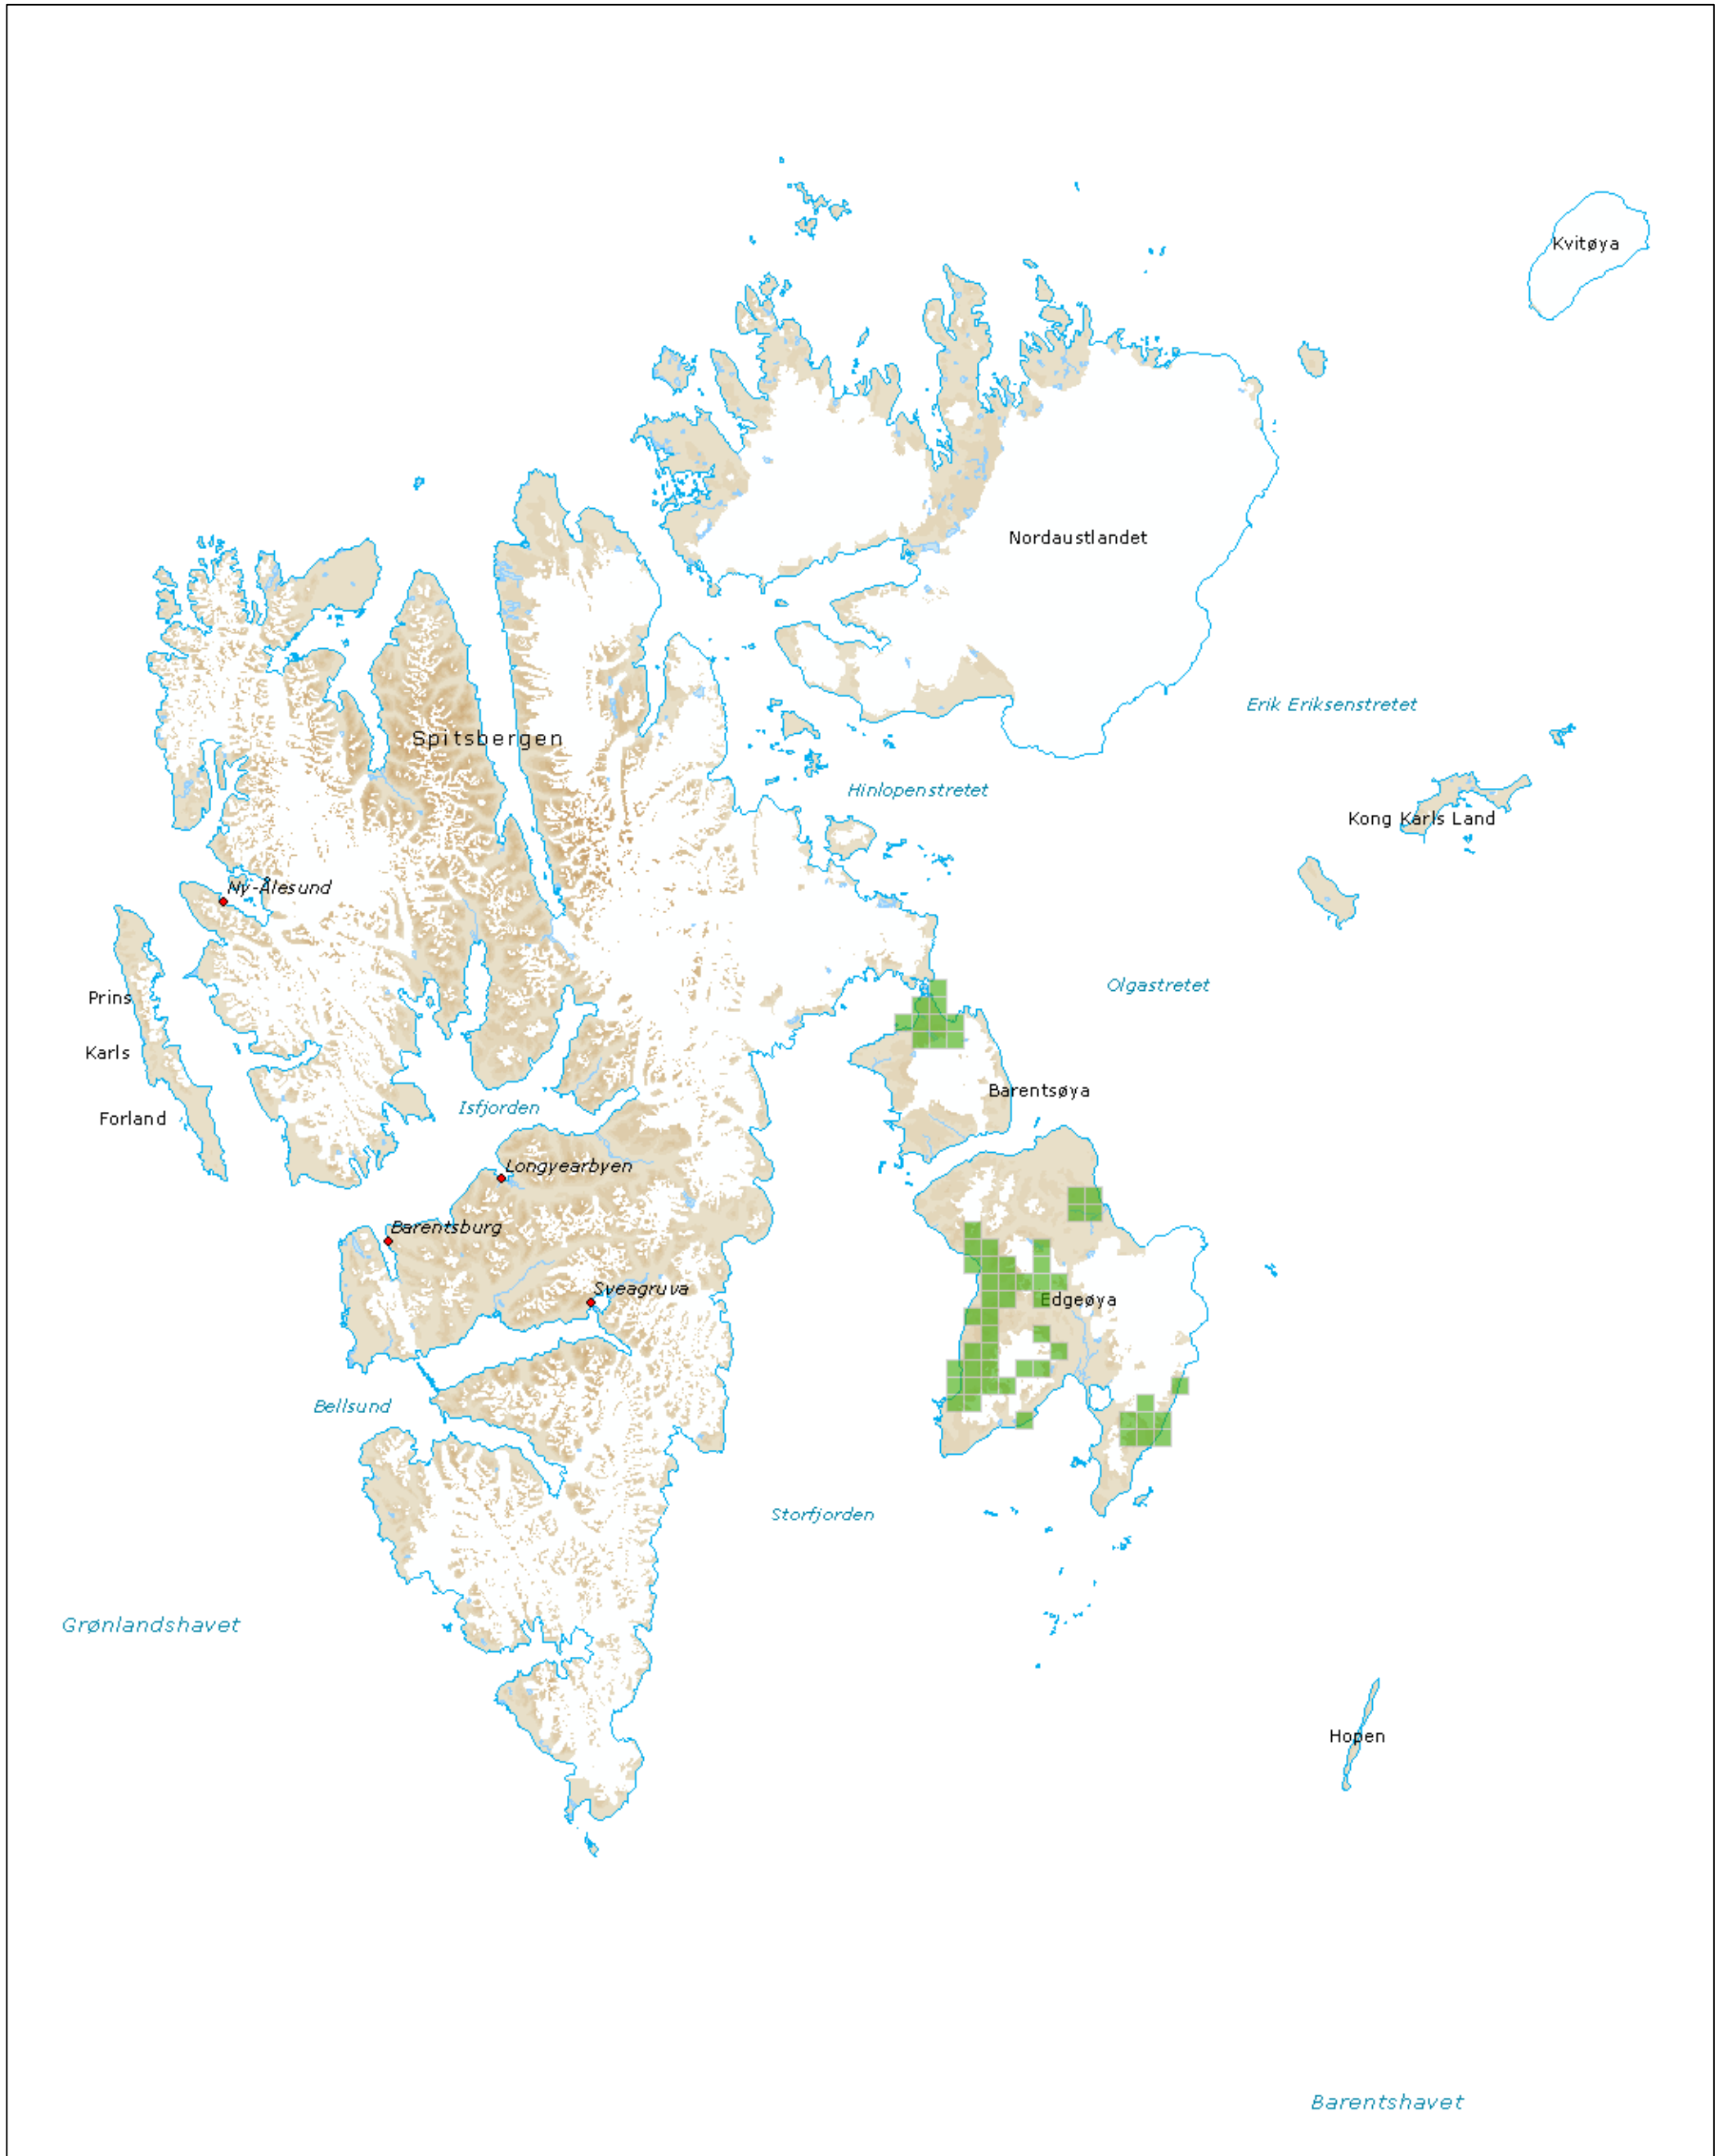 Kvitøya
Nordaustlandet
Erik Eriksenstretet
Spitsbergen
Hinlopenstretet
Kong Karls Land
Ny-Ålesund
Olgastretet
Prins
Karls
Forland
Barentsøya
Isfjorden
Longyearbyen
Barentsburg
Sveagruva
Edgeøya
Bellsund
Storfjorden
Grønlandshavet
Hopen
Barentshavet